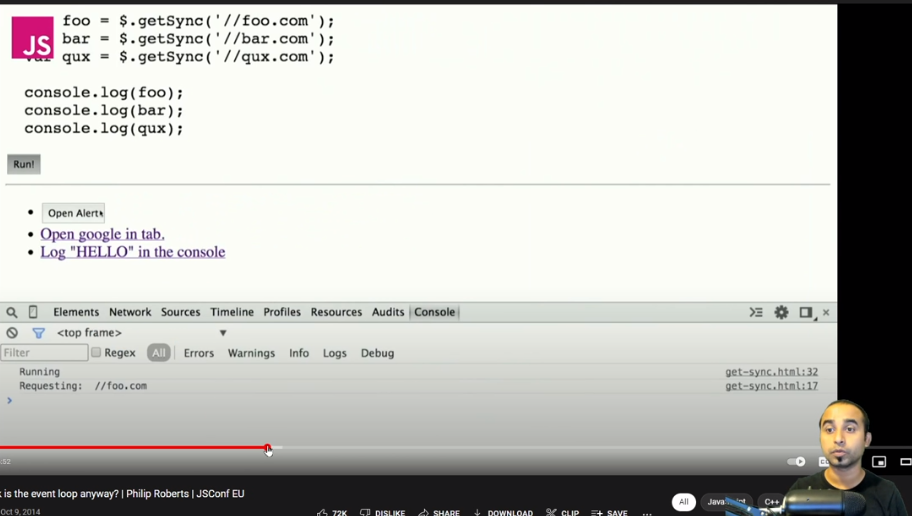 foo = $.getSync('//foo.com');
JS
bar = $.getSync('//bar.com');
var qux = $.getSync('//qux.com');
console.log(foo);
console.log(bar);
console.log(qux);
Run!
Open Alert
Open google in tab.
Log "HELLO" in the console
Elements Network Sources Timeline Profiles Resources Audits Console
<top frame> ▼
Filter Regex All Errors Warnings Info Logs Debug
Running get-sync.html:32
Requesting: //foo.com get-sync.html:17
>
:52
is the event loop anyway? | Philip Roberts | JSConf EU
Oct 9, 2014
72K DISLIKE SHARE DOWNLOAD CLIP SAVE ...
All C++